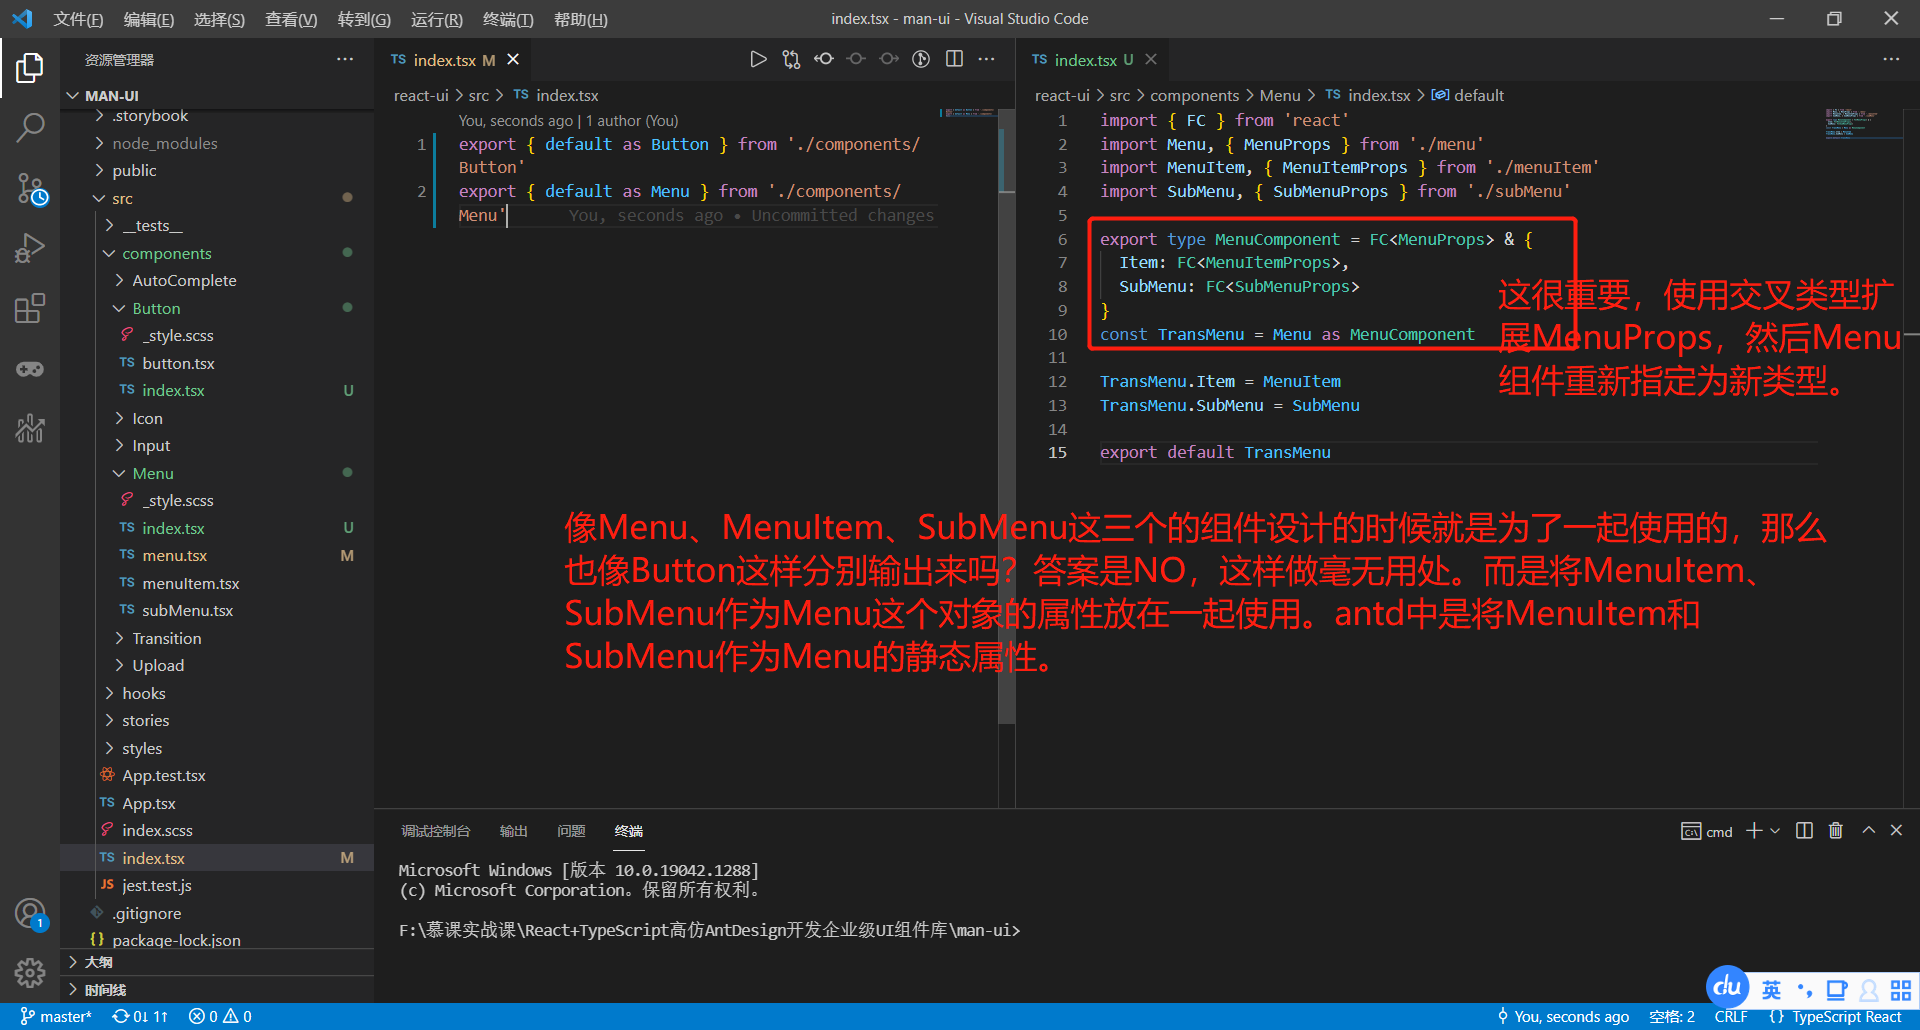 文件(F) 编辑(E) 选择(S) 查看(V) 转到(G) 运行(R) 终端(T) 帮助(H)
index.tsx - man-ui - Visual Studio Code
资源管理器
MAN-UI
.storybook
node_modules
public
src
__tests__
components
AutoComplete
Button
_style.scss
TS button.tsx
TS index.tsx U
Icon
Input
Menu
_style.scss
TS index.tsx U
TS menu.tsx M
TS menuItem.tsx
TS subMenu.tsx
Transition
Upload
hooks
stories
styles
App.test.tsx
TS App.tsx
index.scss
TS index.tsx M
JS jest.test.js
.gitignore
{} package-lock.json
大纲
时间线
TS index.tsx M
react-ui > src > TS index.tsx
You, seconds ago | 1 author (You)
1 export { default as Button } from './components/
Button'
2 export { default as Menu } from './components/
Menu' You, seconds ago • Uncommitted changes
TS index.tsx U
react-ui > src > components > Menu > TS index.tsx > default
1 import { FC } from 'react'
2 import Menu, { MenuProps } from './menu'
3 import MenuItem, { MenuItemProps } from './menuItem'
4 import SubMenu, { SubMenuProps } from './subMenu'
5
6 export type MenuComponent = FC<MenuProps> & {
7 Item: FC<MenuItemProps>,
8 SubMenu: FC<SubMenuProps>
9 }
10 const TransMenu = Menu as MenuComponent
11
12 TransMenu.Item = MenuItem
13 TransMenu.SubMenu = SubMenu
14
15 export default TransMenu
这很重要，使用交叉类型扩
展MenuProps，然后Menu
组件重新指定为新类型。
像Menu、MenuItem、SubMenu这三个的组件设计的时候就是为了一起使用的，那么
也像Button这样分别输出来吗？答案是NO，这样做毫无用处。而是将MenuItem、
SubMenu作为Menu这个对象的属性放在一起使用。antd中是将MenuItem和
SubMenu作为Menu的静态属性。
调试控制台 输出 问题 终端
cmd
Microsoft Windows [版本 10.0.19042.1288]
(c) Microsoft Corporation。保留所有权利。
F:\慕课实战课\React+TypeScript高仿AntDesign开发企业级UI组件库\man-ui>
1
du 英
master* 0↓ 1↑ 0 0
You, seconds ago 空格: 2 CRLF {} TypeScript React